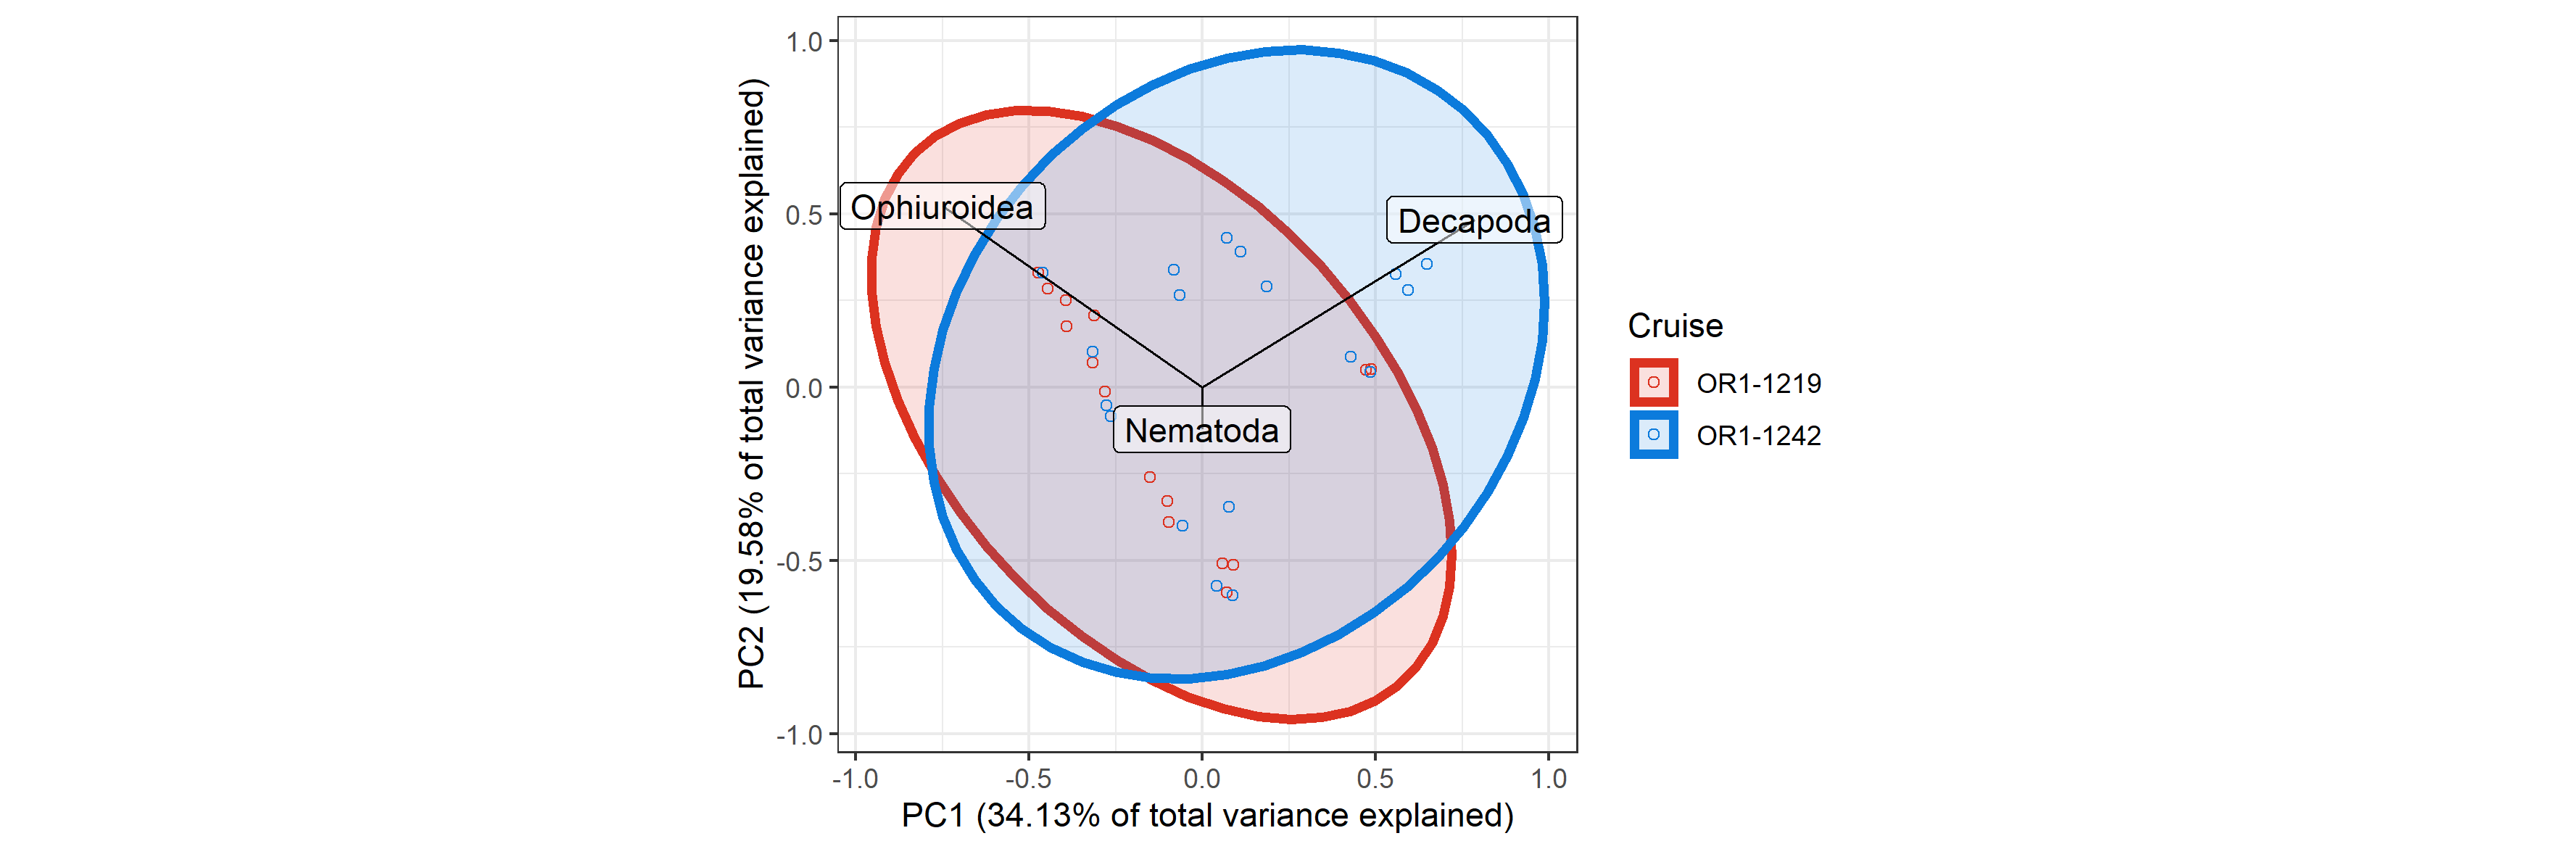 PC2 (19.58% of total variance explained)
1.0
0.5
0.0
-0.5
-1.0
Ophiuroidea
Decapoda
Nematoda
-1.0 -0.5 0.0 0.5 1.0
PC1 (34.13% of total variance explained)
Cruise
OR1-1219
OR1-1242